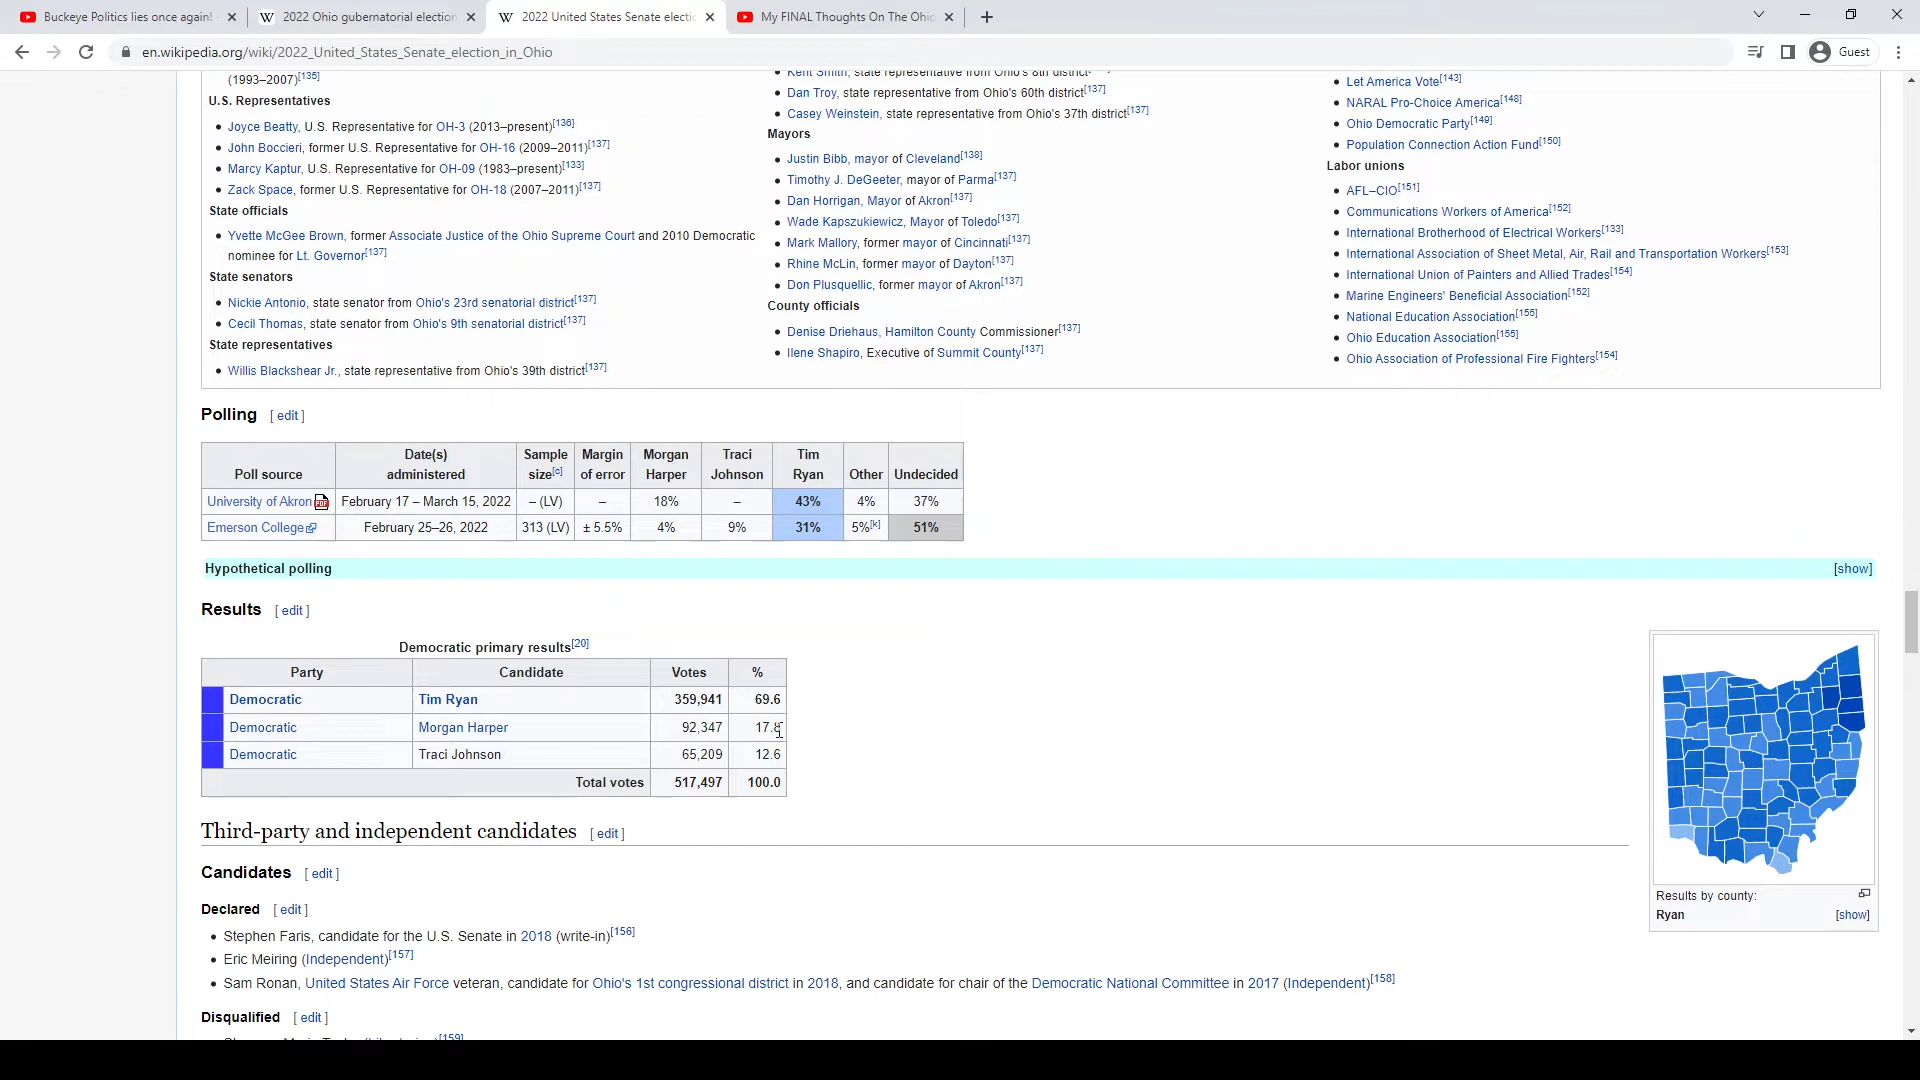 Buckeye Politics lies once again!
2022 Ohio gubernatorial election
2022 United States Senate electi
My FINAL Thoughts On The Ohio
en.wikipedia.org/wiki/2022_United_States_Senate_election_in_Ohio
Guest
(1993–2007)[135]
U.S. Representatives
Joyce Beatty, U.S. Representative for OH-3 (2013–present)[136]
John Boccieri, former U.S. Representative for OH-16 (2009–2011)[137]
Marcy Kaptur, U.S. Representative for OH-09 (1983–present)[133]
Zack Space, former U.S. Representative for OH-18 (2007–2011)[137]
State officials
Yvette McGee Brown, former Associate Justice of the Ohio Supreme Court and 2010 Democratic
nominee for Lt. Governor[137]
State senators
Nickie Antonio, state senator from Ohio's 23rd senatorial district[137]
Cecil Thomas, state senator from Ohio's 9th senatorial district[137]
State representatives
Willis Blackshear Jr., state representative from Ohio's 39th district[137]
Kent Smith, state representative from Ohio's 8th district
Dan Troy, state representative from Ohio's 60th district[137]
Casey Weinstein, state representative from Ohio's 37th district[137]
Mayors
Justin Bibb, mayor of Cleveland[138]
Timothy J. DeGeeter, mayor of Parma[137]
Dan Horrigan, Mayor of Akron[137]
Wade Kapszukiewicz, Mayor of Toledo[137]
Mark Mallory, former mayor of Cincinnati[137]
Rhine McLin, former mayor of Dayton[137]
Don Plusquellic, former mayor of Akron[137]
County officials
Denise Driehaus, Hamilton County Commissioner[137]
Ilene Shapiro, Executive of Summit County[137]
Let America Vote[143]
NARAL Pro-Choice America[148]
Ohio Democratic Party[149]
Population Connection Action Fund[150]
Labor unions
AFL–CIO[151]
Communications Workers of America[152]
International Brotherhood of Electrical Workers[133]
International Association of Sheet Metal, Air, Rail and Transportation Workers[153]
International Union of Painters and Allied Trades[154]
Marine Engineers' Beneficial Association[152]
National Education Association[155]
Ohio Education Association[155]
Ohio Association of Professional Fire Fighters[154]
Polling [ edit ]
Poll source Date(s) administered Sample size[c] Margin of error Morgan Harper Traci Johnson Tim Ryan Other Undecided
University of Akron February 17 – March 15, 2022 – (LV) – 18% – 43% 4% 37%
Emerson College February 25–26, 2022 313 (LV) ± 5.5% 4% 9% 31% 5%[k] 51%
Hypothetical polling [show]
Results [ edit ]
Democratic primary results[20]
Party Candidate Votes %
Democratic Tim Ryan 359,941 69.6
Democratic Morgan Harper 92,347 17.8
Democratic Traci Johnson 65,209 12.6
Total votes 517,497 100.0
Results by county:
Ryan [show]
Third-party and independent candidates [ edit ]
Candidates [ edit ]
Declared [ edit ]
Stephen Faris, candidate for the U.S. Senate in 2018 (write-in)[156]
Eric Meiring (Independent)[157]
Sam Ronan, United States Air Force veteran, candidate for Ohio's 1st congressional district in 2018, and candidate for chair of the Democratic National Committee in 2017 (Independent)[158]
Disqualified [ edit ]